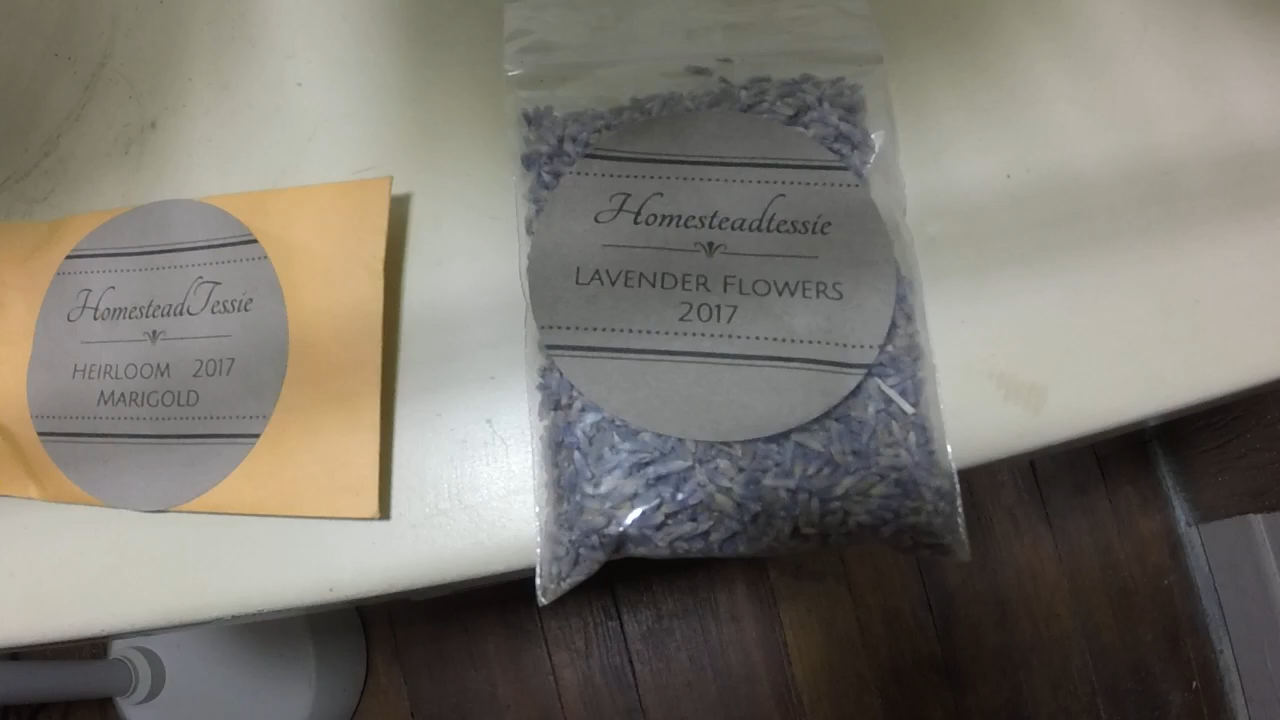 HomesteadTessie
HEIRLOOM 2017
MARIGOLD
Homesteadtessie
LAVENDER FLOWERS
2017